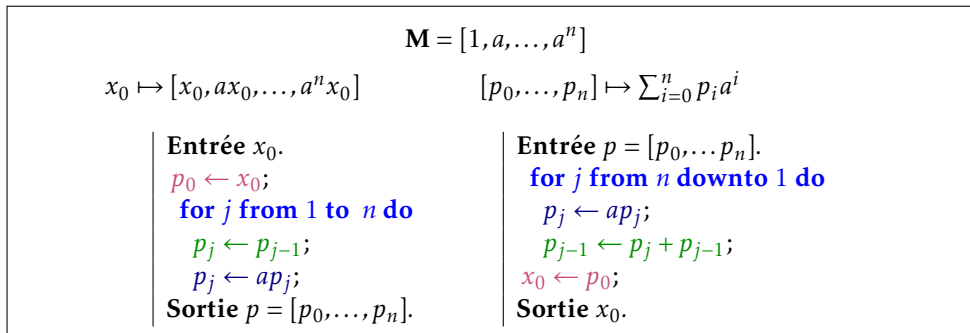 M = [1, a, ..., a^n]
x_0 ↦ [x_0, ax_0, ..., a^n x_0]
[p_0, ..., p_n] ↦ ∑_{i=0}^{n} p_i a^i
Entrée x_0.
p_0 ← x_0;
for j from 1 to n do
p_j ← p_{j−1};
p_j ← ap_j;
Sortie p = [p_0, ..., p_n].
Entrée p = [p_0, ... p_n].
for j from n downto 1 do
p_j ← ap_j;
p_{j−1} ← p_j + p_{j−1};
x_0 ← p_0;
Sortie x_0.